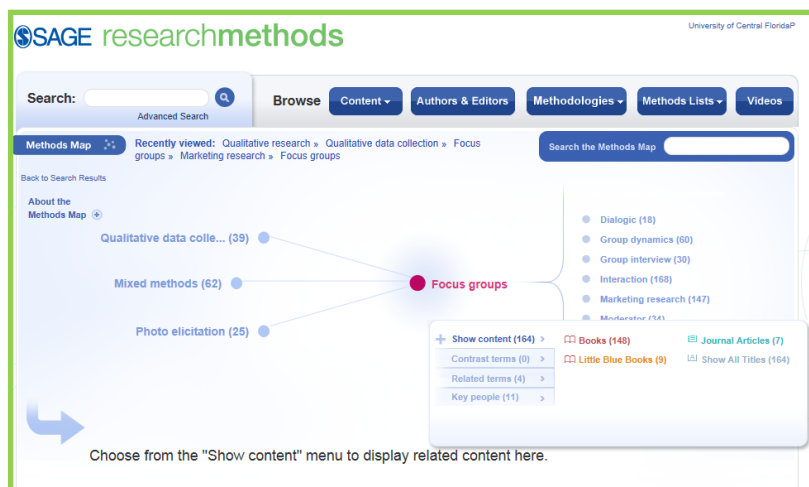 SAGE researchmethods
University of Central FloridaP
Search:
Advanced Search
Browse
Content
Authors & Editors
Methodologies
Methods Lists
Videos
Methods Map
Recently viewed: Qualitative research » Qualitative data collection » Focus
groups » Marketing research » Focus groups
Search the Methods Map
Back to Search Results
About the
Methods Map
Qualitative data colle... (39)
Mixed methods (62)
Photo elicitation (25)
Focus groups
Dialogic (18)
Group dynamics (60)
Group interview (30)
Interaction (168)
Marketing research (147)
Moderator (34)
Show content (164) >
Contrast terms (0) >
Related terms (4) >
Key people (11) >
Books (148)
Journal Articles (7)
Little Blue Books (9)
Show All Titles (164)
Choose from the "Show content" menu to display related content here.